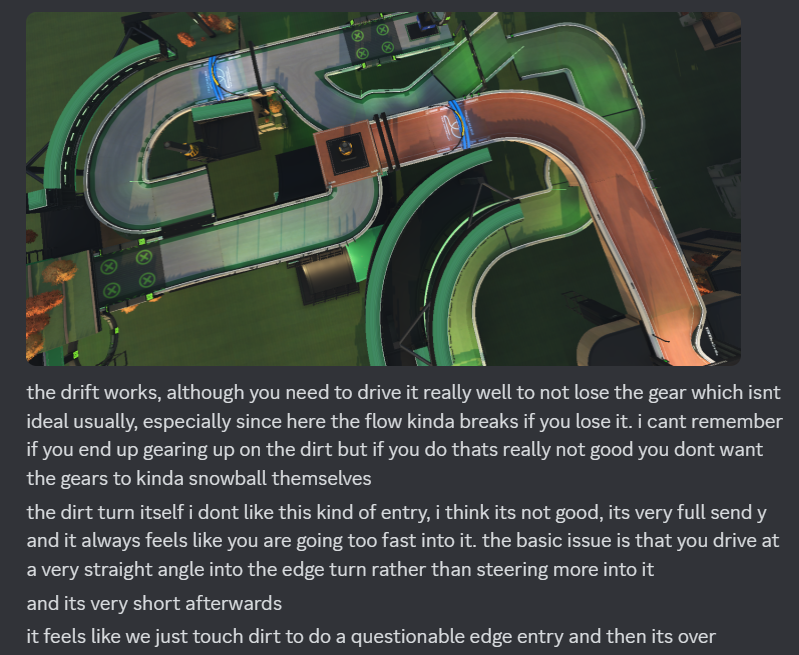 the drift works, although you need to drive it really well to not lose the gear which isnt
ideal usually, especially since here the flow kinda breaks if you lose it. i cant remember
if you end up gearing up on the dirt but if you do thats really not good you dont want
the gears to kinda snowball themselves
the dirt turn itself i dont like this kind of entry, i think its not good, its very full send y
and it always feels like you are going too fast into it. the basic issue is that you drive at
a very straight angle into the edge turn rather than steering more into it
and its very short afterwards
it feels like we just touch dirt to do a questionable edge entry and then its over